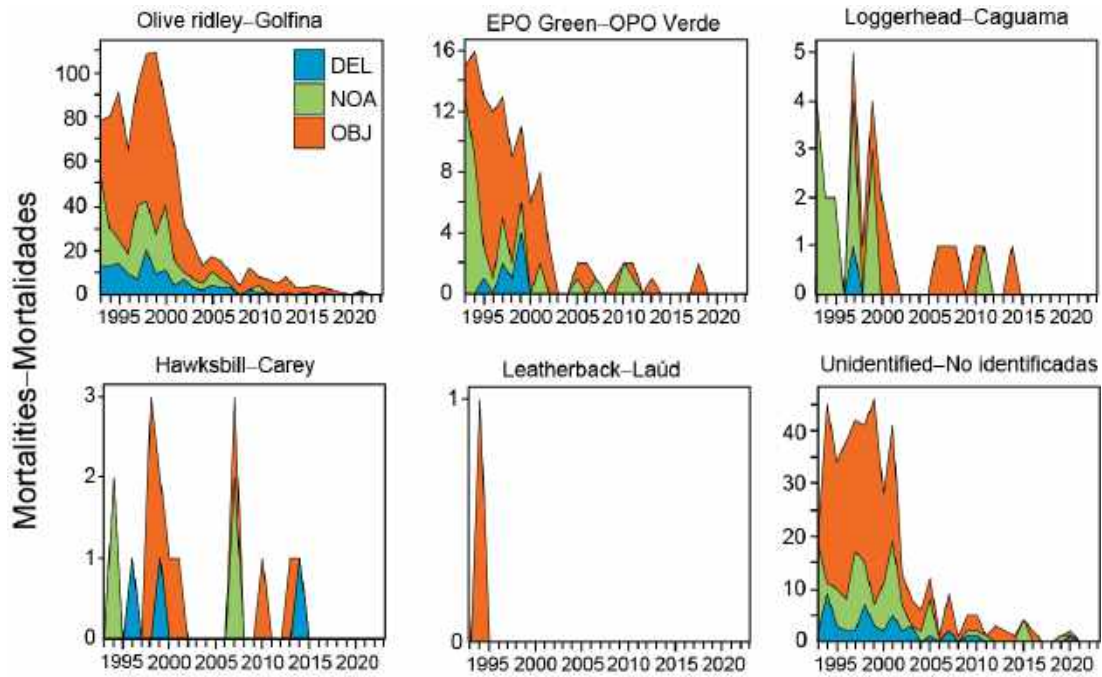 Olive ridley–Golfina
EPO Green–OPO Verde
Loggerhead–Caguama
Mortalities–Mortalidades
100
80
60
40
20
0
DEL
NOA
OBJ
1995 2000 2005 2010 2015 2020
16
12
8
4
0
1995 2000 2005 2010 2015 2020
5
4
3
2
1
0
1995 2000 2005 2010 2015 2020
Hawksbill–Carey
Leatherback–Laúd
Unidentified–No identificadas
3
2
1
0
1995 2000 2005 2010 2015 2020
1
0
1995 2000 2005 2010 2015 2020
40
30
20
10
0
1995 2000 2005 2010 2015 2020